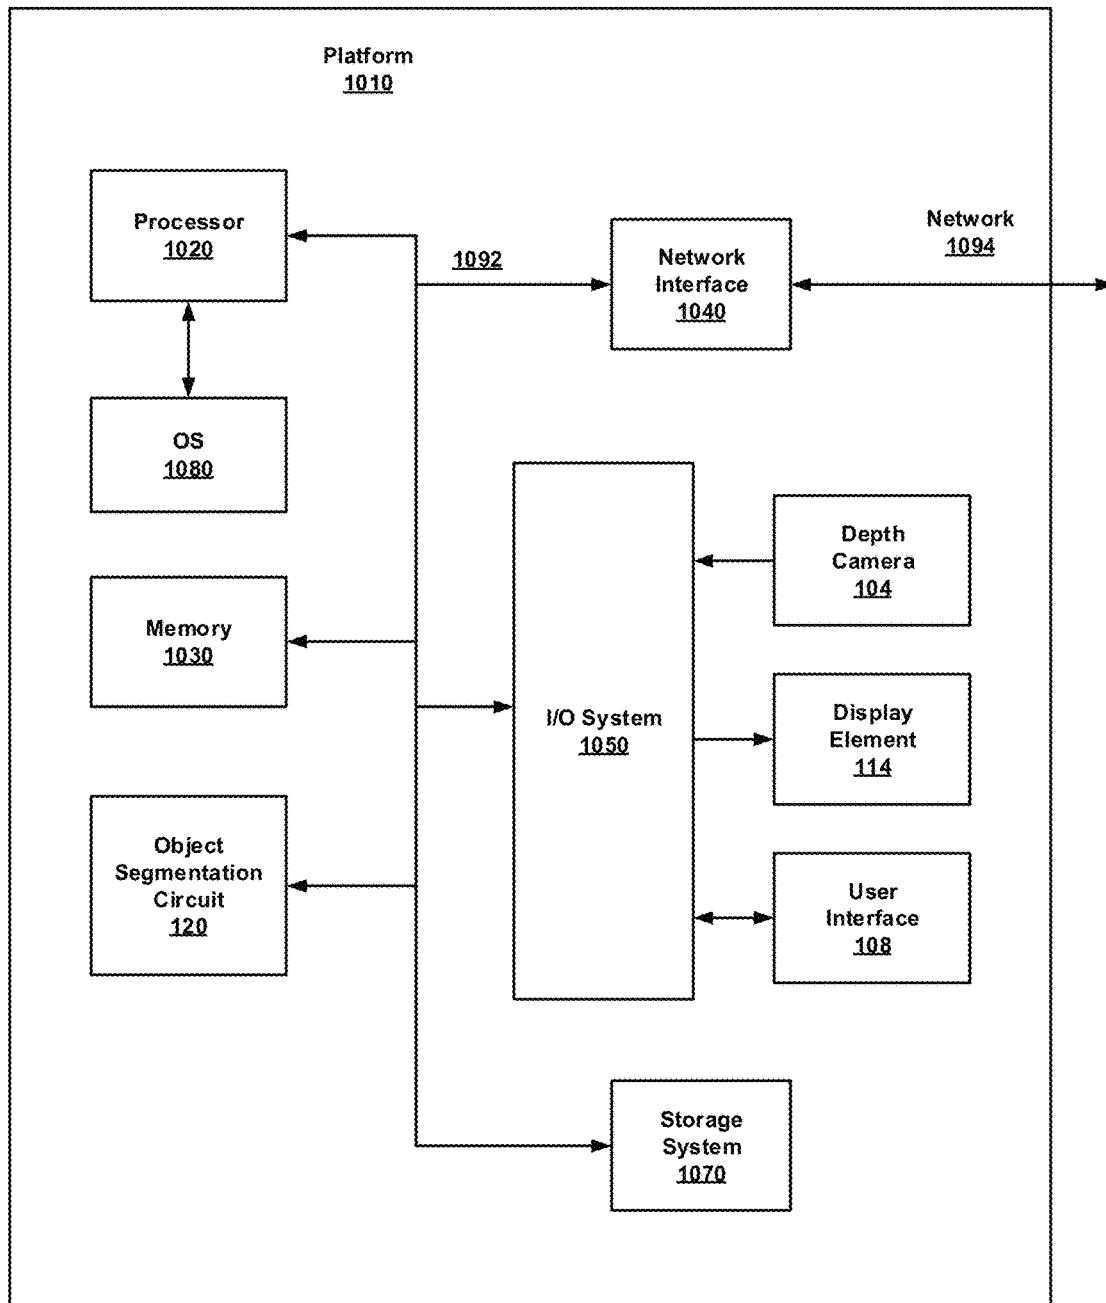 Platform
1010
Processor
1020
1092
Network
Interface
1040
Network
1094
OS
1080
Memory
1030
Object
Segmentation
Circuit
120
I/O System
1050
Depth
Camera
104
Display
Element
114
User
Interface
108
Storage
System
1070